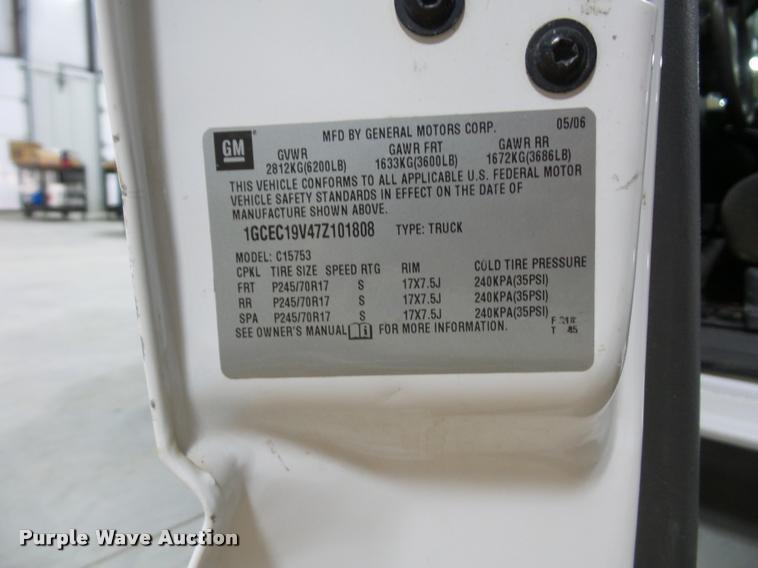 GM
MFD BY GENERAL MOTORS CORP. 05/06
GVWR GAWR FRT GAWR RR
2812KG(6200LB) 1633KG(3600LB) 1672KG(3686LB)
THIS VEHICLE CONFORMS TO ALL APPLICABLE U.S. FEDERAL MOTOR
VEHICLE SAFETY STANDARDS IN EFFECT ON THE DATE OF
MANUFACTURE SHOWN ABOVE.
1GCEC19V47Z101808 TYPE: TRUCK
MODEL: C15753
CPKL TIRE SIZE SPEED RTG RIM COLD TIRE PRESSURE
FRT P245/70R17 S 17X7.5J 240KPA(35PSI)
RR P245/70R17 S 17X7.5J 240KPA(35PSI)
SPA P245/70R17 S 17X7.5J 240KPA(35PSI)
SEE OWNER'S MANUAL FOR MORE INFORMATION.
F
T
Purple Wave Auction